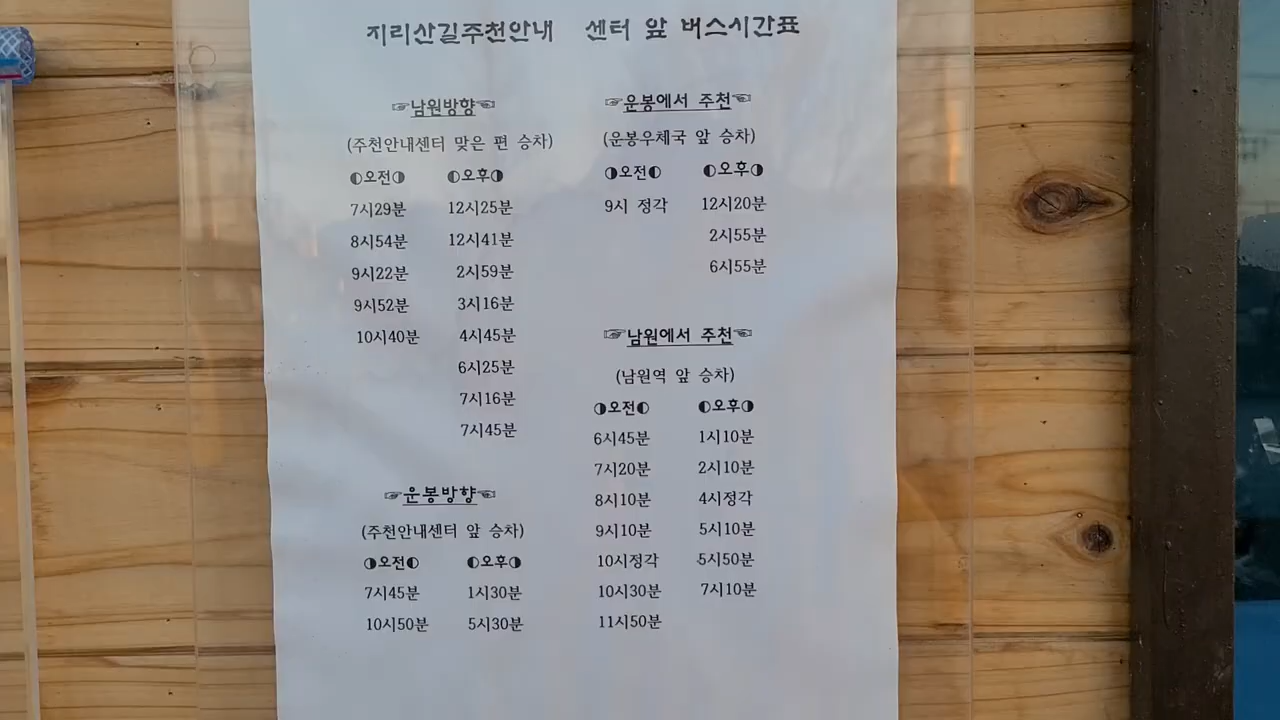 지리산길주천안내 센터 앞 버스시간표
☞남원방향☜
(주천안내센터 맞은 편 승차)
◐오전◑ ◐오후◑
7시29분 12시25분
8시54분 12시41분
9시22분 2시59분
9시52분 3시16분
10시40분 4시45분
6시25분
7시16분
7시45분
☞운봉방향☜
(주천안내센터 앞 승차)
◑오전◐ ◐오후◑
7시45분 1시30분
10시50분 5시30분
☞운봉에서 주천☜
(운봉우체국 앞 승차)
◑오전◐ ◐오후◑
9시 정각 12시20분
2시55분
6시55분
☞남원에서 주천☜
(남원역 앞 승차)
◑오전◐ ◐오후◑
6시45분 1시10분
7시20분 2시10분
8시10분 4시정각
9시10분 5시10분
10시정각 5시50분
10시30분 7시10분
11시50분